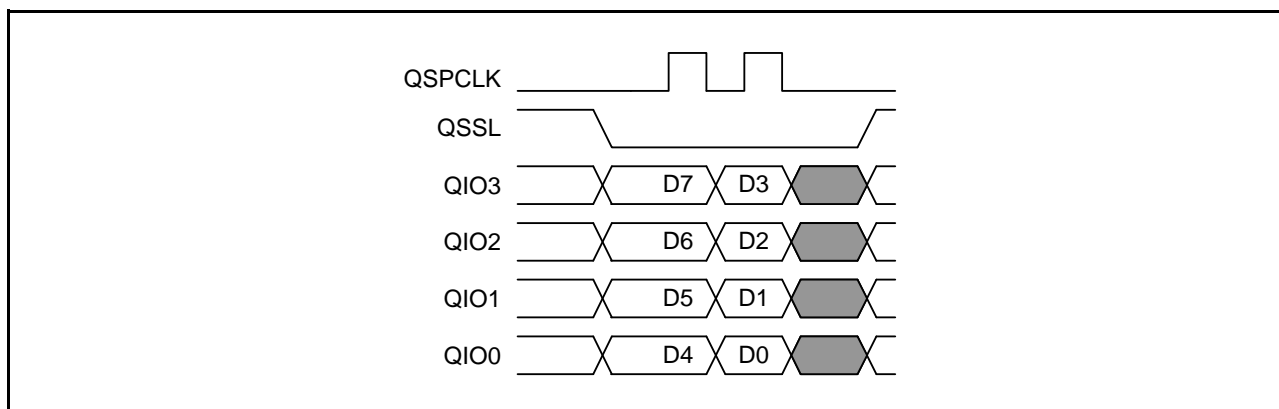 QSPCLK
QSSL
QIO3 D7 D3
QIO2 D6 D2
QIO1 D5 D1
QIO0 D4 D0